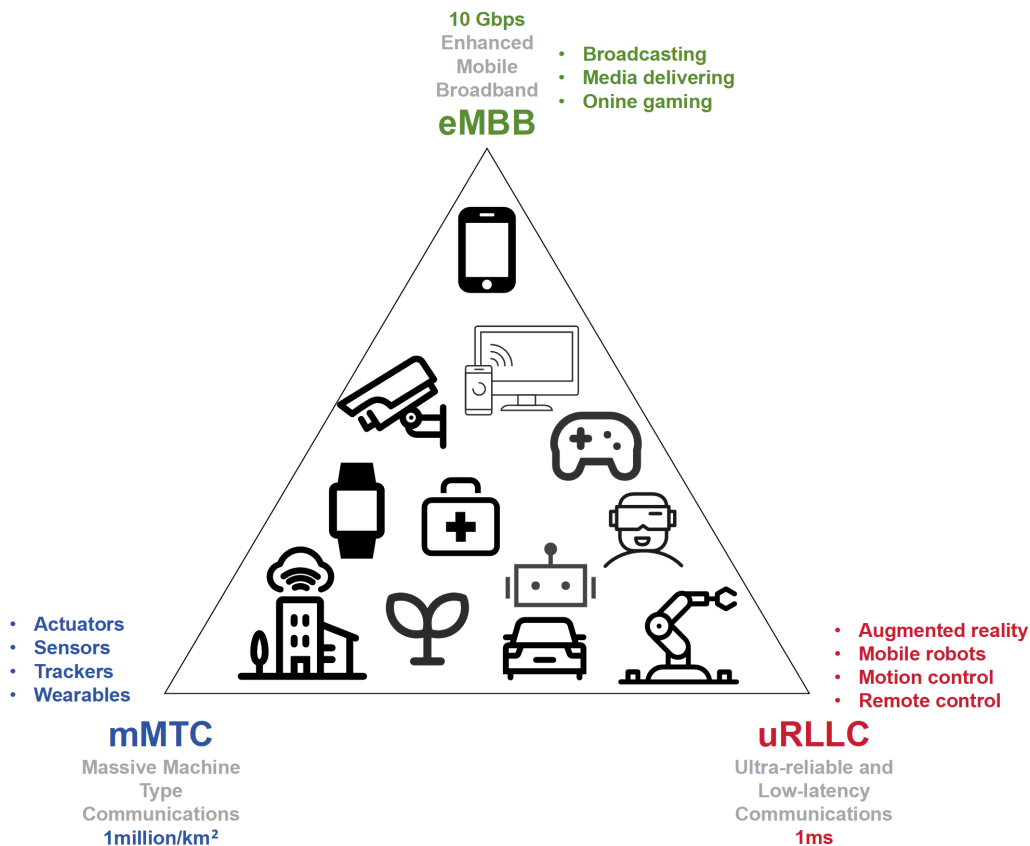 10 Gbps
Enhanced
Mobile
Broadband
eMBB
• Broadcasting
• Media delivering
• Onine gaming
• Actuators
• Sensors
• Trackers
• Wearables
mMTC
Massive Machine
Type
Communications
1million/km²
• Augmented reality
• Mobile robots
• Motion control
• Remote control
uRLLC
Ultra-reliable and
Low-latency
Communications
1ms